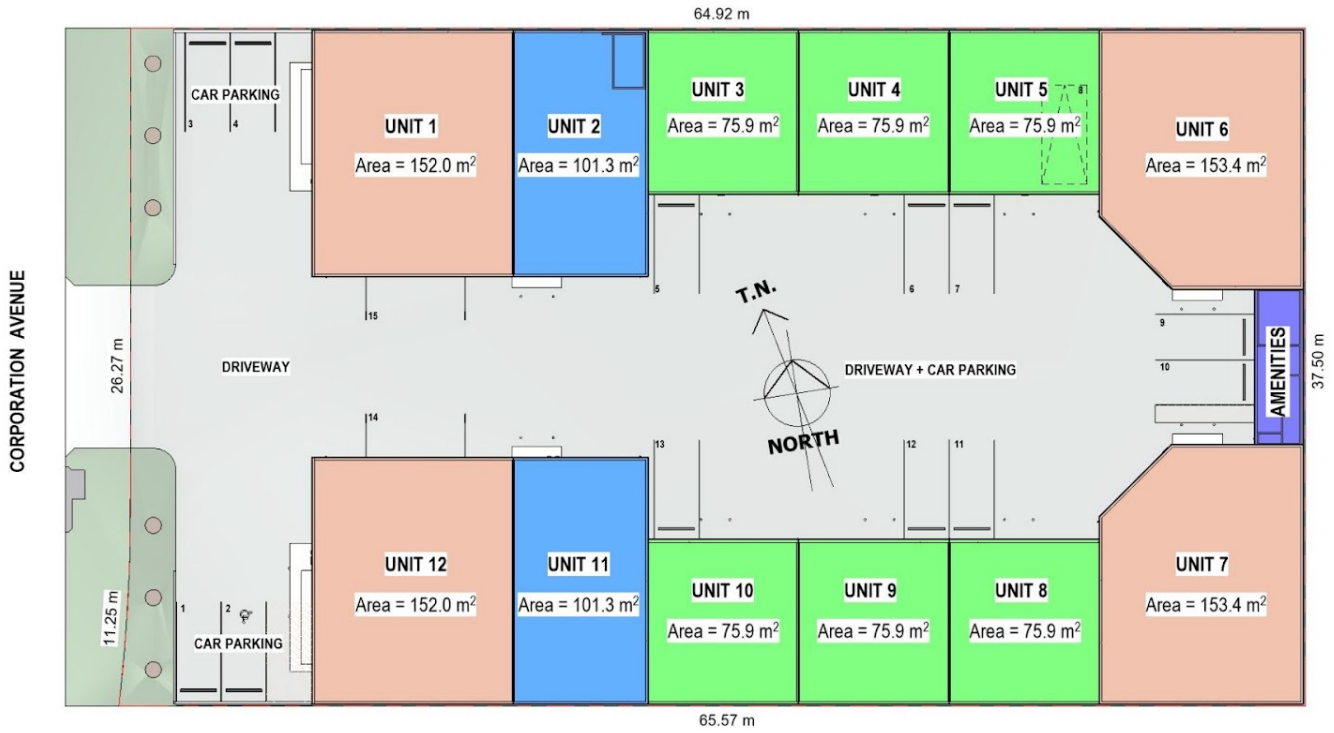 64.92 m
CAR PARKING
3
4
UNIT 1
Area = 152.0 m²
UNIT 2
Area = 101.3 m²
UNIT 3
Area = 75.9 m²
UNIT 4
Area = 75.9 m²
UNIT 5
Area = 75.9 m²
8
UNIT 6
Area = 153.4 m²
CORPORATION AVENUE
26.27 m
11.25 m
DRIVEWAY
15
14
5
6
7
T.N.
NORTH
DRIVEWAY + CAR PARKING
9
10
AMENITIES
37.50 m
13
12
11
1
2
CAR PARKING
UNIT 12
Area = 152.0 m²
UNIT 11
Area = 101.3 m²
UNIT 10
Area = 75.9 m²
UNIT 9
Area = 75.9 m²
UNIT 8
Area = 75.9 m²
UNIT 7
Area = 153.4 m²
65.57 m